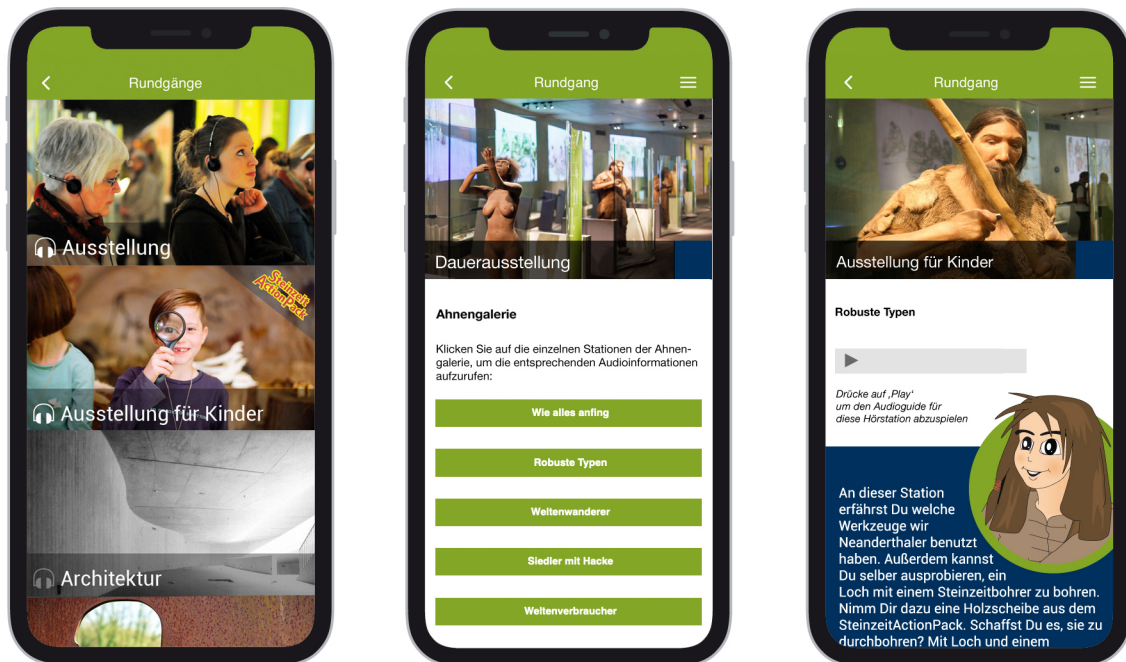 Rundgänge
Ausstellung
Steinzeit
ActionPack
Ausstellung für Kinder
Architektur
Rundgang
Dauerausstellung
Ahnengalerie
Klicken Sie auf die einzelnen Stationen der Ahnen-
galerie, um die entsprechenden Audioinformationen
aufzurufen:
Wie alles anfing
Robuste Typen
Weltenwanderer
Siedler mit Hacke
Weltenverbraucher
Rundgang
Ausstellung für Kinder
Robuste Typen
Drücke auf ‚Play‘
um den Audioguide für
diese Hörstation abzuspielen
An dieser Station
erfährst Du welche
Werkzeuge wir
Neanderthaler benutzt
haben. Außerdem kannst
Du selber ausprobieren, ein
Loch mit einem Steinzeitbohrer zu bohren.
Nimm Dir dazu eine Holzscheibe aus dem
SteinzeitActionPack. Schaffst Du es, sie zu
durchbohren? Mit Loch und einem